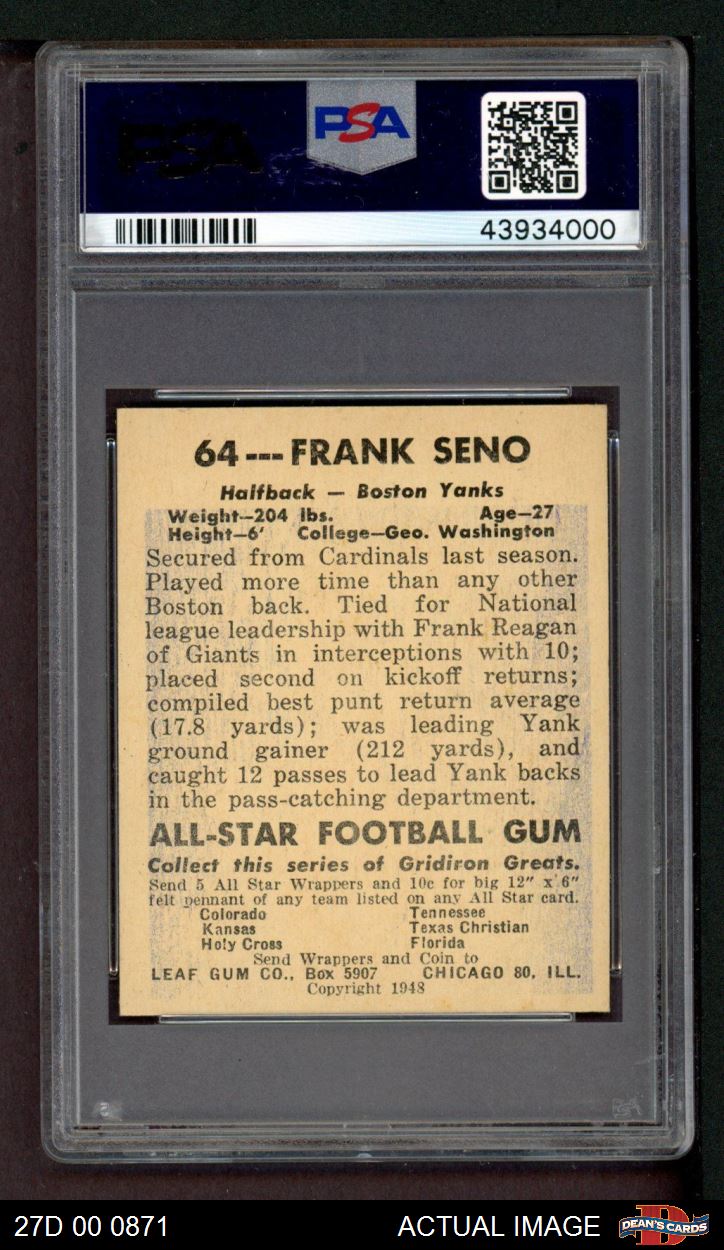 PSA
PSA
43934000
64---FRANK SENO
Halfback — Boston Yanks
Weight—204 lbs. Age—27
Height—6' College—Geo. Washington
Secured from Cardinals last season.
Played more time than any other
Boston back. Tied for National
league leadership with Frank Reagan
of Giants in interceptions with 10;
placed second on kickoff returns;
compiled best punt return average
(17.8 yards); was leading Yank
ground gainer (212 yards), and
caught 12 passes to lead Yank backs
in the pass-catching department.
ALL-STAR FOOTBALL GUM
Collect this series of Gridiron Greats.
Send 5 All Star Wrappers and 10c for big 12" x 6"
felt pennant of any team listed on any All Star card.
Colorado Tennessee
Kansas Texas Christian
Holy Cross Florida
Send Wrappers and Coin to
LEAF GUM CO., Box 5907 CHICAGO 80, ILL.
Copyright 1948
27D 00 0871 ACTUAL IMAGE DEAN'S CARDS